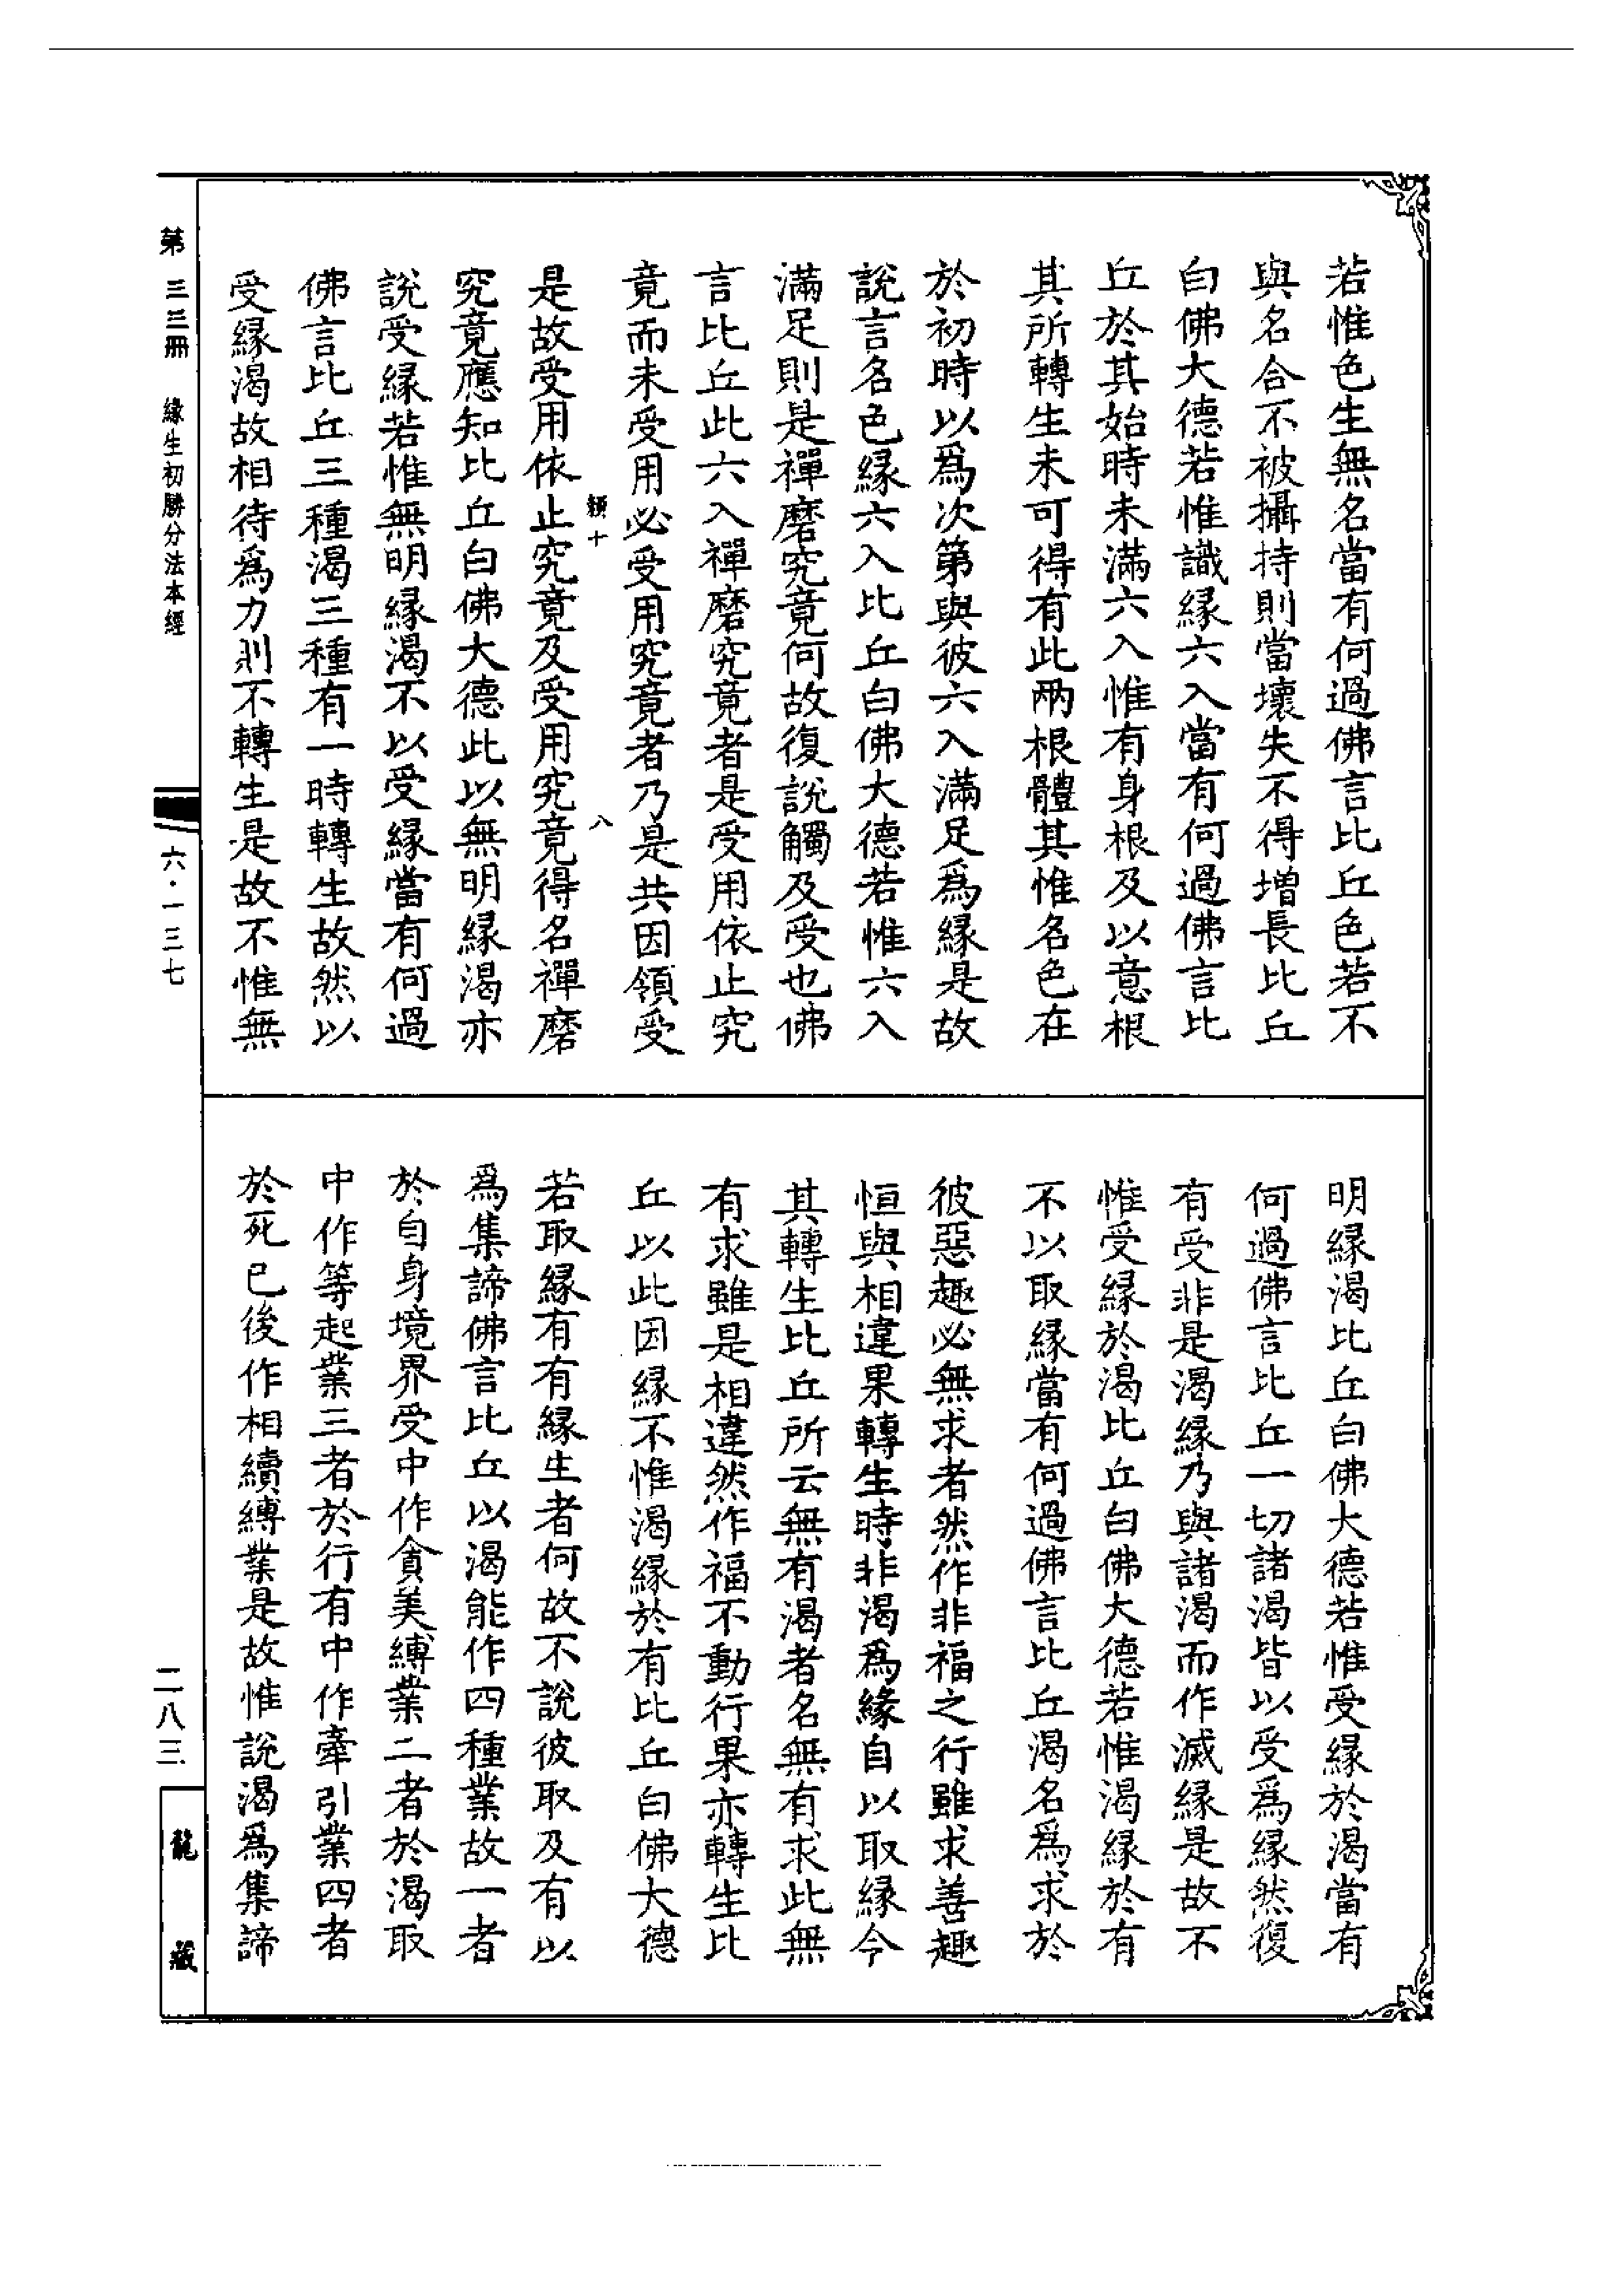 若惟色生無名當有何過佛言比丘色若不
與名合不被攝持則當壞失不得增長比丘
白佛大德若惟識緣六入當有何過佛言比
丘於其始時未滿六入惟有身根及以意根
其所轉生未可得有此兩根體其惟名色在
於初時以爲次第與彼六入滿足爲緣是故
說言名色緣六入比丘白佛大德若惟六入
滿足則是禪磨究竟何故復說觸及受也佛
言比丘此六入禪磨究竟者是受用依止究
竟而未受用必受用究竟者乃是共因領受
是故受用依止究竟及受用究竟得名禪磨
究竟應知比丘白佛大德此以無明緣渴亦
說受緣若惟無明緣渴不以受緣當有何過
佛言比丘三種渴三種有一時轉生故然以
受緣渴故相待爲力則不轉生是故不惟無
頼十
八
明緣渴比丘白佛大德若惟受緣於渴當有
何過佛言比丘一切諸渴皆以受爲緣然復
有受非是渴緣乃與諸渴而作滅緣是故不
惟受緣於渴比丘白佛大德若惟渴緣於有
不以取緣當有何過佛言比丘渴名爲求於
彼惡趣必無求者然作非福之行雖求善趣
恒與相違果轉生時非渴爲緣自以取緣今
其轉生比丘所云無有渴者名無有求此無
有求雖是相違然作福不動行果亦轉生比
丘以此因緣不惟渴緣於有比丘白佛大德
若取緣有有緣生者何故不說彼取及有以
爲集諦佛言比丘以渴能作四種業故一者
於自身境界受中作貪美縛業二者於渴取
中作等起業三者於行有中作牽引業四者
於死已後作相續縛業是故惟說渴爲集諦
第三三冊 緣生初勝分法本經
六·一三七
二八三
龍藏